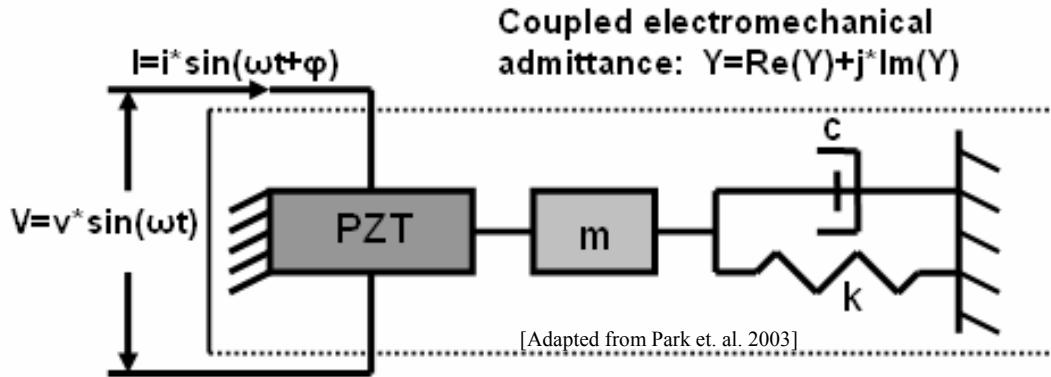 Coupled electromechanical
admittance: Y=Re(Y)+j*Im(Y)
I=i*sin(ωt+φ)
V=v*sin(ωt)
PZT
m
c
k
[Adapted from Park et. al. 2003]